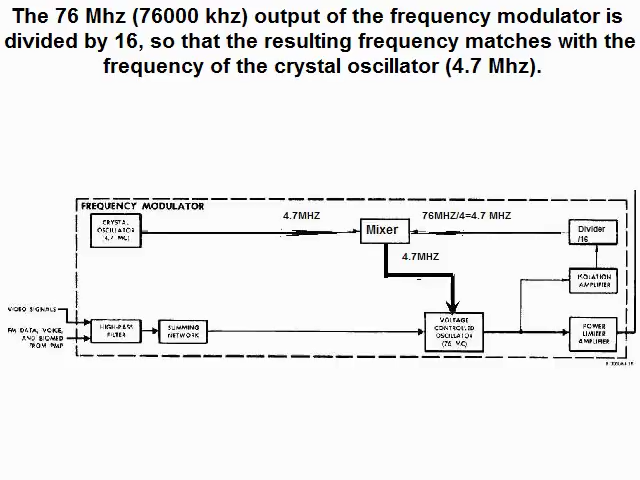 The 76 Mhz (76000 khz) output of the frequency modulator is
divided by 16, so that the resulting frequency matches with the
frequency of the crystal oscillator (4.7 Mhz).
FREQUENCY MODULATOR
CRYSTAL
OSCILLATOR
(4.7 MC)
4.7MHZ
Mixer
76MHZ/4=4.7 MHZ
Divider
/16
4.7MHZ
ISOLATION
AMPLIFIER
VIDEO SIGNALS
FM DATA, VOICE,
AND BIOMED
FROM PMP
HIGH-PASS
FILTER
SUMMING
NETWORK
VOLTAGE
CONTROLLED
OSCILLATOR
(76 MC)
POWER
LIMITER
AMPLIFIER